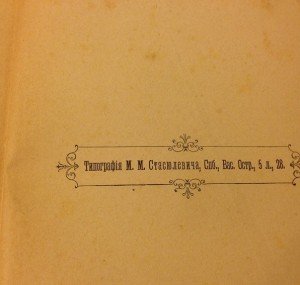 Типографія М. М. Стасюлевича, Спб., Вас. Остр., 5 л., 28.